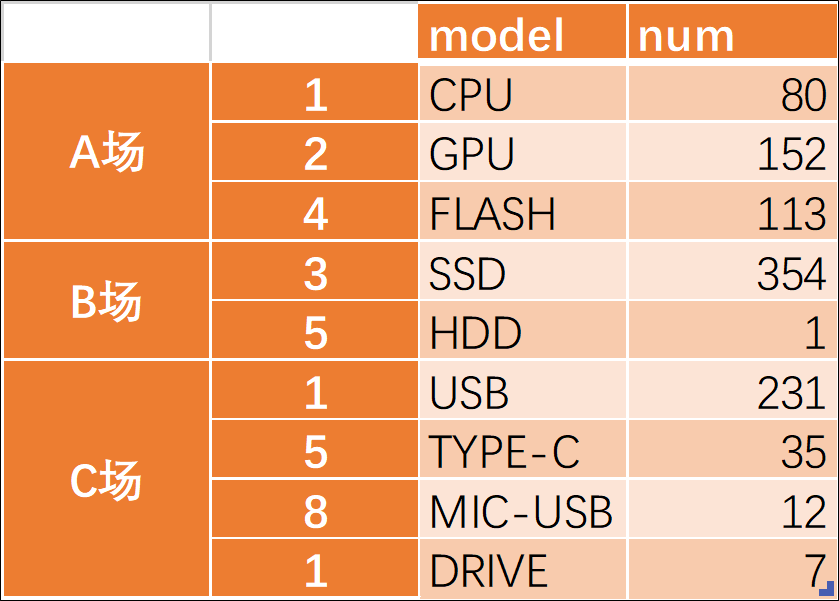 model num
A场 1 CPU 80
2 GPU 152
4 FLASH 113
B场 3 SSD 354
5 HDD 1
C场 1 USB 231
5 TYPE-C 35
8 MIC-USB 12
1 DRIVE 7